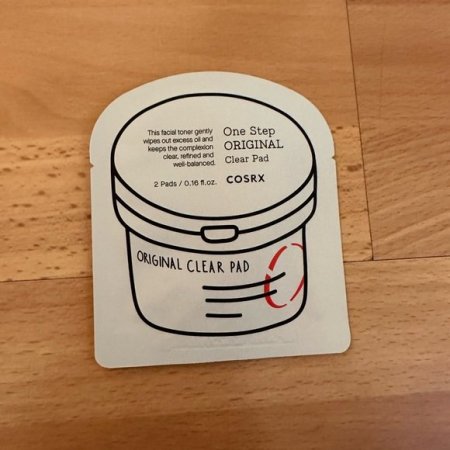 This facial toner gently
wipes out excess oil and
keeps the complexion
clear, refined and
well-balanced.
2 Pads / 0.16 fl.oz.
One Step
ORIGINAL
Clear Pad
COSRX
ORIGINAL CLEAR PAD